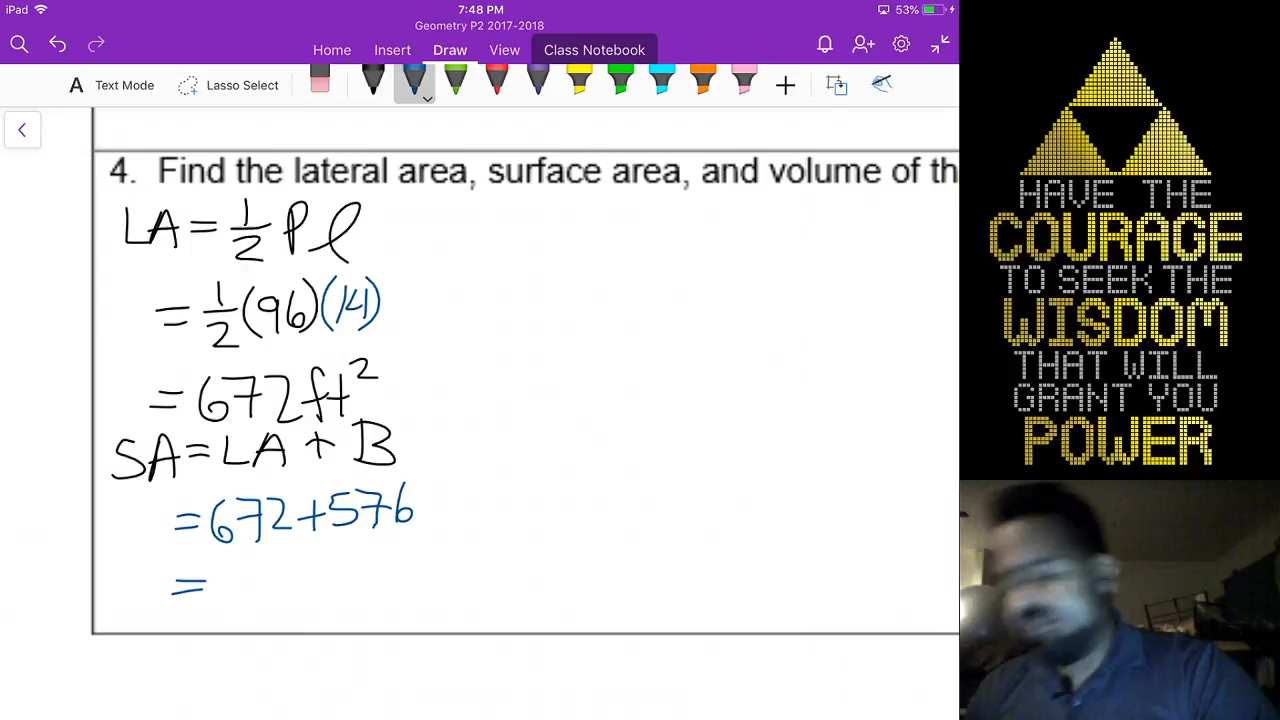 iPad 7:48 PM 53%
Geometry P2 2017-2018
Home Insert Draw View Class Notebook
A Text Mode Lasso Select
4. Find the lateral area, surface area, and volume of th
LA = 1/2 Pl
= 1/2 (96)(14)
= 672 ft²
SA = LA + B
= 672 + 576
=
HAVE THE
COURAGE
TO SEEK THE
WISDOM
THAT WILL
GRANT YOU
POWER